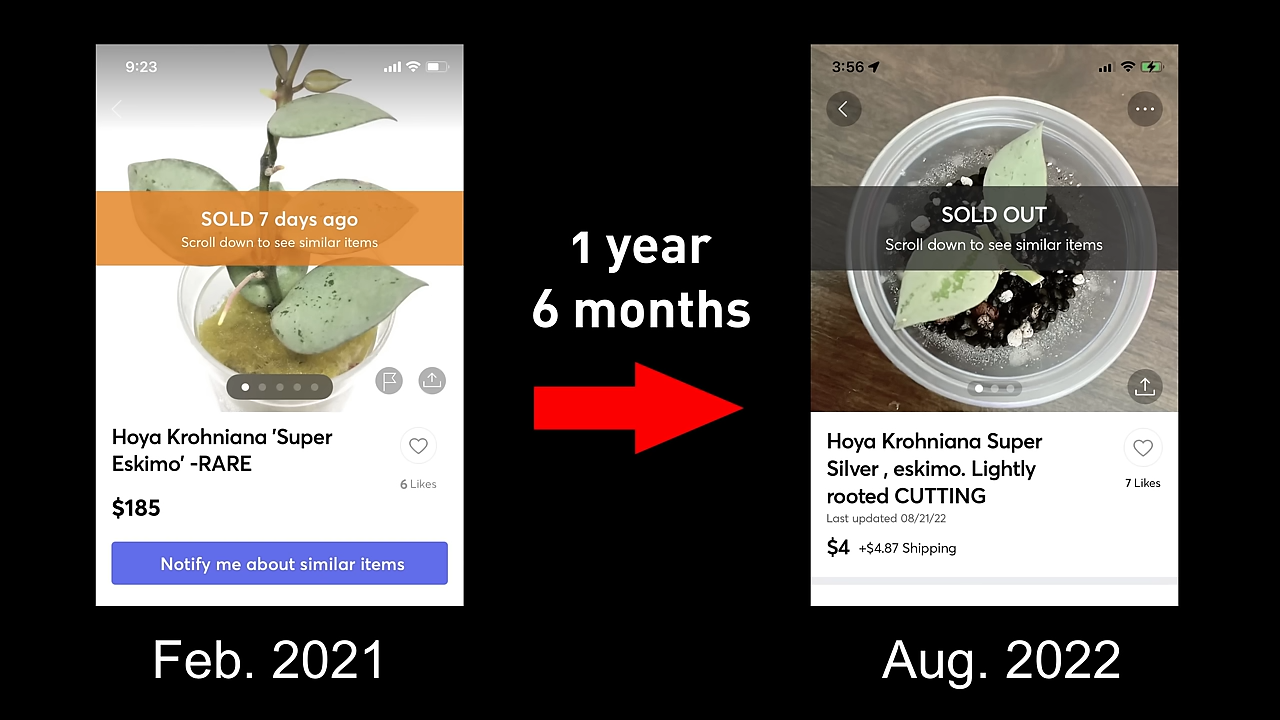 9:23
SOLD 7 days ago
Scroll down to see similar items
Hoya Krohniana 'Super
Eskimo' -RARE
6 Likes
$185
Notify me about similar items
Feb. 2021
1 year
6 months
3:56
SOLD OUT
Scroll down to see similar items
Hoya Krohniana Super
Silver , eskimo. Lightly
rooted CUTTING
7 Likes
Last updated 08/21/22
$4 +$4.87 Shipping
Aug. 2022